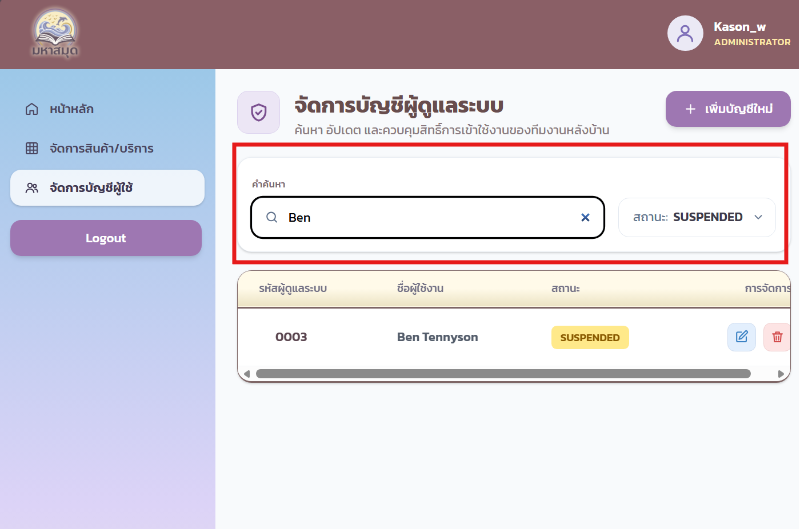 มหาสมุด
Kason_w
ADMINISTRATOR
หน้าหลัก
จัดการสินค้า/บริการ
จัดการบัญชีผู้ใช้
Logout
จัดการบัญชีผู้ดูแลระบบ
ค้นหา อัปเดต และควบคุมสิทธิ์การเข้าใช้งานของทีมงานหลังบ้าน
เพิ่มบัญชีใหม่
คำค้นหา
Ben
สถานะ: SUSPENDED
รหัสผู้ดูแลระบบ ชื่อผู้ใช้งาน สถานะ การจัดการ
0003 Ben Tennyson SUSPENDED